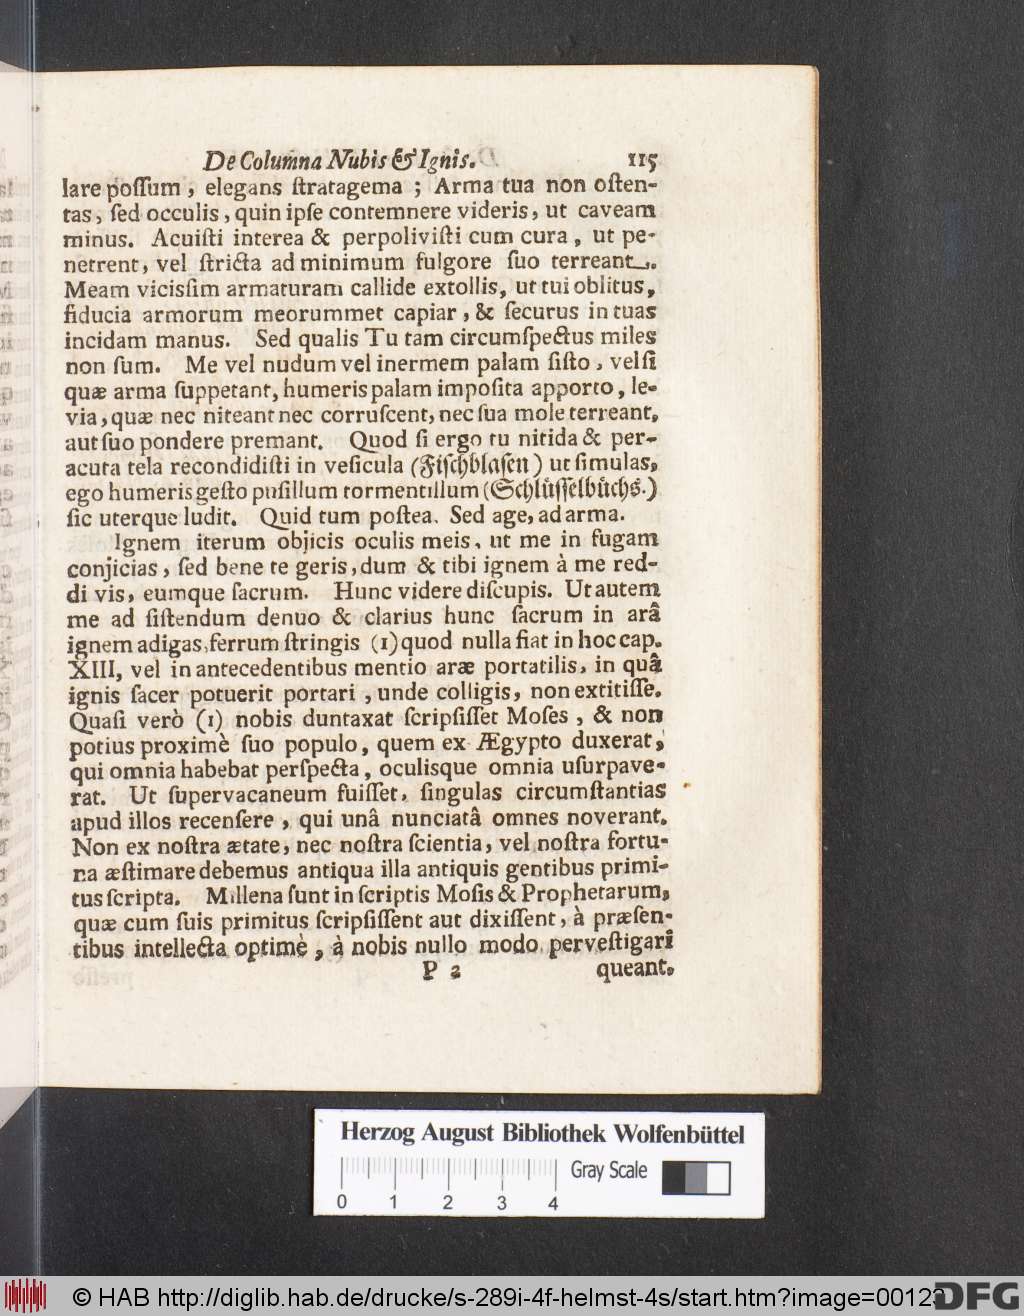 De Columna Nubis & Ignis. 115
lare poſſum, elegans ſtratagema ; Arma tua non oſten-
tas, ſed occulis, quin ipſe contemnere videris, ut caveam
minus. Acuiſti interea & perpoliviſti cum cura, ut pe-
netrent, vel ſtricta ad minimum fulgore ſuo terreant.
Meam viciſſim armaturam callide extollis, ut tui oblitus,
fiducia armorum meorummet capiar, & ſecurus in tuas
incidam manus. Sed qualis Tu tam circumſpectus miles
non ſum. Me vel nudum vel inermem palam ſiſto, vel ſi
quæ arma ſuppetant, humeris palam impoſita apporto, le-
via, quæ nec niteant nec corruſcent, nec ſua mole terreant,
aut ſuo pondere premant. Quod ſi ergo tu nitida & per-
acuta tela recondidiſti in veſicula (Fiſchblaſen) ut ſimulas,
ego humeris geſto puſillum tormentillum (Schlüſſelbüchs.)
ſic uterque ludit. Quid tum poſtea. Sed age, ad arma.
Ignem iterum objicis oculis meis, ut me in fugam
conjicias, ſed bene te geris, dum & tibi ignem à me red-
di vis, eumque ſacrum. Hunc videre diſcupis. Ut autem
me ad ſiſtendum denuo & clarius hunc ſacrum in arâ
ignem adigas, ferrum ſtringis (1) quod nulla fiat in hoc cap.
XIII, vel in antecedentibus mentio aræ portatilis, in quâ
ignis ſacer potuerit portari, unde colligis, non extitiſſe.
Quaſi verò (1) nobis duntaxat ſcripſiſſet Moſes, & non
potius proximè ſuo populo, quem ex Ægypto duxerat,
qui omnia habebat perſpecta, oculisque omnia uſurpave-
rat. Ut ſupervacaneum fuiſſet, ſingulas circumſtantias
apud illos recenſere, qui unâ nunciatâ omnes noverant.
Non ex noſtra ætate, nec noſtra ſcientia, vel noſtra fortu-
na æſtimare debemus antiqua illa antiquis gentibus primi-
tus ſcripta. Millena ſunt in ſcriptis Moſis & Prophetarum,
quæ cum ſuis primitus ſcripſiſſent aut dixiſſent, à præſen-
tibus intellecta optimè, à nobis nullo modo perveſtigari
P 2 queant.
Herzog August Bibliothek Wolfenbüttel
Gray Scale
0 1 2 3 4
© HAB http://diglib.hab.de/drucke/s-289i-4f-helmst-4s/start.htm?image=00123
DFG